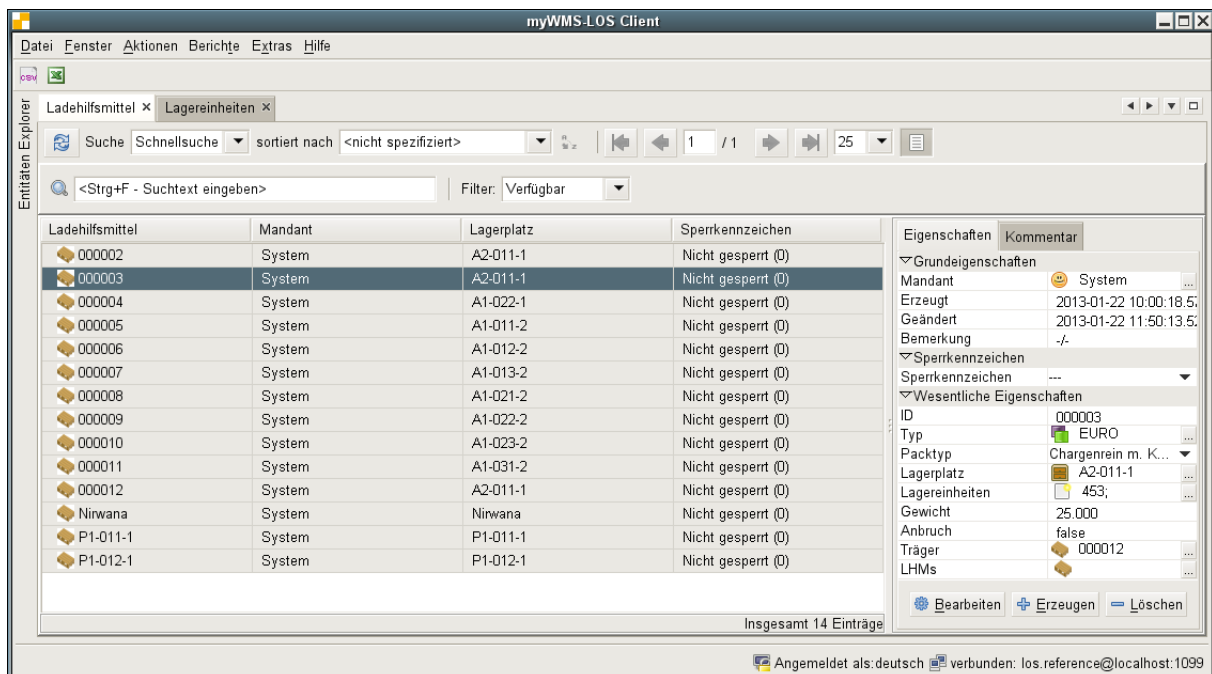 myWMS-LOS Client
Datei Fenster Aktionen Berichte Extras Hilfe
csv
Entitäten Explorer
Ladehilfsmittel × Lagereinheiten ×
Suche Schnellsuche sortiert nach <nicht spezifiziert> 1 / 1 25
<Strg+F - Suchtext eingeben> Filter: Verfügbar
Ladehilfsmittel Mandant Lagerplatz Sperrkennzeichen
000002 System A2-011-1 Nicht gesperrt (0)
000003 System A2-011-1 Nicht gesperrt (0)
000004 System A1-022-1 Nicht gesperrt (0)
000005 System A1-011-2 Nicht gesperrt (0)
000006 System A1-012-2 Nicht gesperrt (0)
000007 System A1-013-2 Nicht gesperrt (0)
000008 System A1-021-2 Nicht gesperrt (0)
000009 System A1-022-2 Nicht gesperrt (0)
000010 System A1-023-2 Nicht gesperrt (0)
000011 System A1-031-2 Nicht gesperrt (0)
000012 System A2-011-1 Nicht gesperrt (0)
Nirwana System Nirwana Nicht gesperrt (0)
P1-011-1 System P1-011-1 Nicht gesperrt (0)
P1-012-1 System P1-012-1 Nicht gesperrt (0)
Insgesamt 14 Einträge
Eigenschaften Kommentar
Grundeigenschaften
Mandant System ...
Erzeugt 2013-01-22 10:00:18.5
Geändert 2013-01-22 11:50:13.5
Bemerkung -/-
Sperrkennzeichen
Sperrkennzeichen ---
Wesentliche Eigenschaften
ID 000003
Typ EURO ...
Packtyp Chargenrein m. K...
Lagerplatz A2-011-1 ...
Lagereinheiten 453; ...
Gewicht 25.000
Anbruch false
Träger 000012 ...
LHMs ...
Bearbeiten Erzeugen Löschen
Angemeldet als:deutsch verbunden: los.reference@localhost:1099